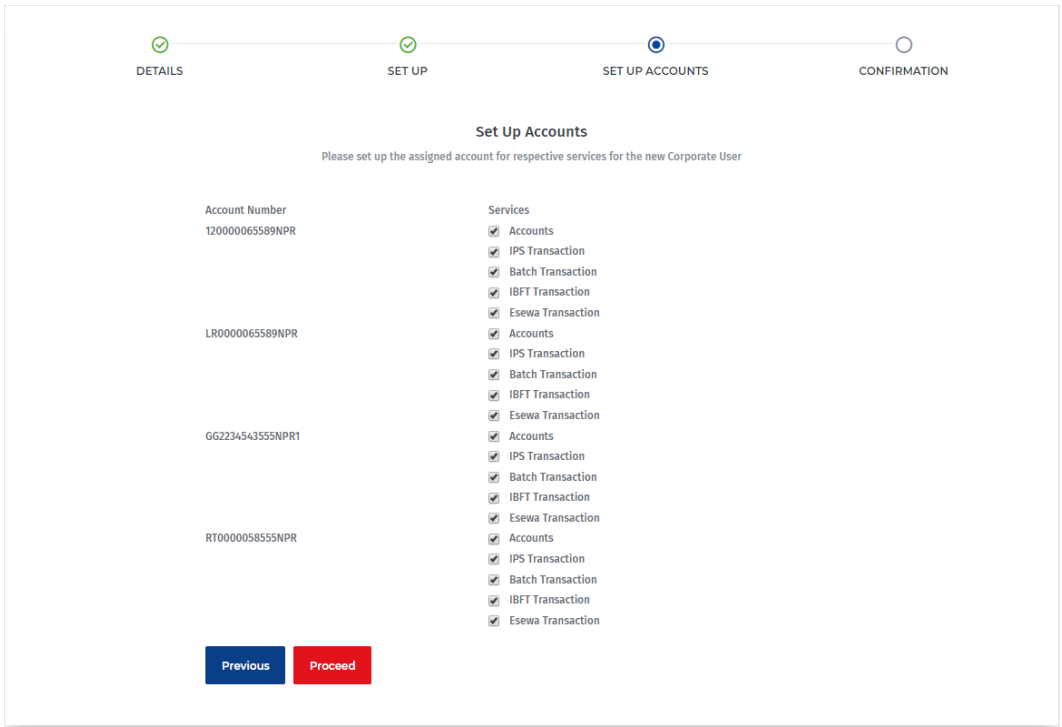 DETAILS SET UP SET UP ACCOUNTS CONFIRMATION
Set Up Accounts
Please set up the assigned account for respective services for the new Corporate User
Account Number Services
120000065589NPR Accounts
IPS Transaction
Batch Transaction
IBFT Transaction
Esewa Transaction
LR0000065589NPR Accounts
IPS Transaction
Batch Transaction
IBFT Transaction
Esewa Transaction
GG2234543555NPR1 Accounts
IPS Transaction
Batch Transaction
IBFT Transaction
Esewa Transaction
RT0000058555NPR Accounts
IPS Transaction
Batch Transaction
IBFT Transaction
Esewa Transaction
Previous Proceed